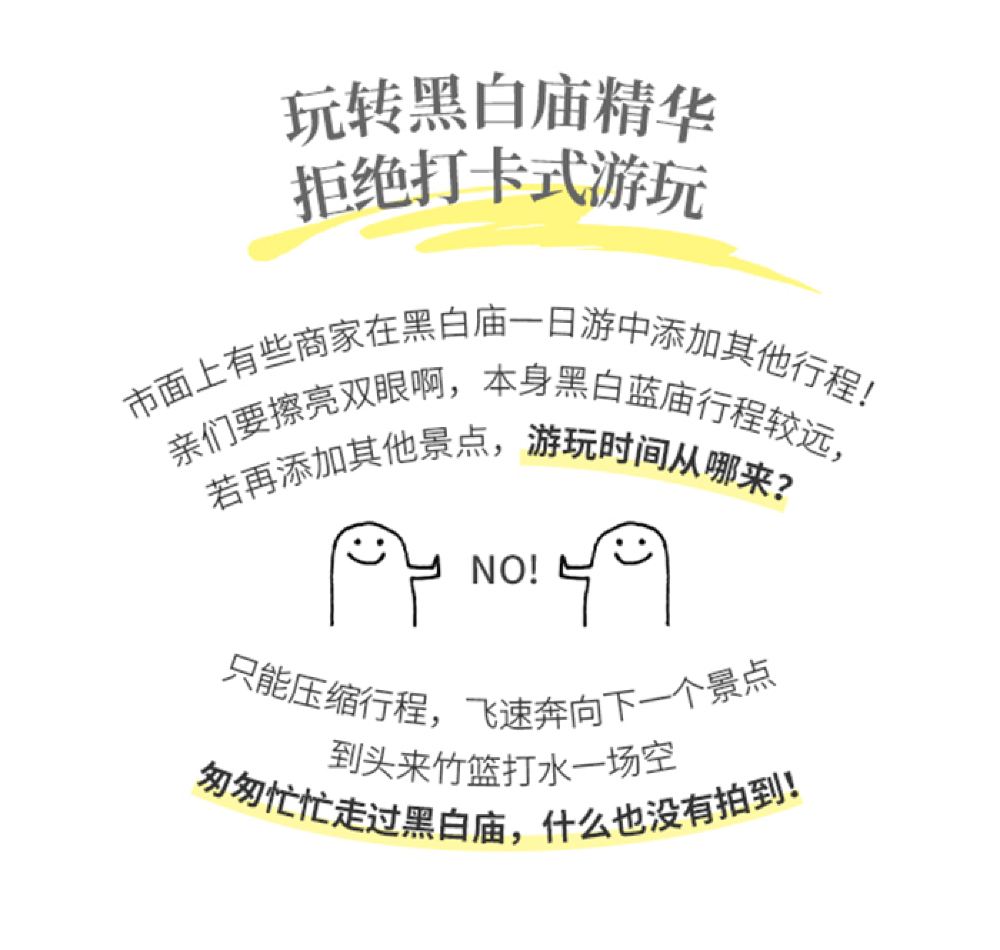 玩转黑白庙精华
拒绝打卡式游玩
市面上有些商家在黑白庙一日游中添加其他行程！
亲们要擦亮双眼啊，本身黑白蓝庙行程较远，
若再添加其他景点，游玩时间从哪来？
NO!
只能压缩行程，飞速奔向下一个景点
到头来竹篮打水一场空
匆匆忙忙走过黑白庙，什么也没有拍到！